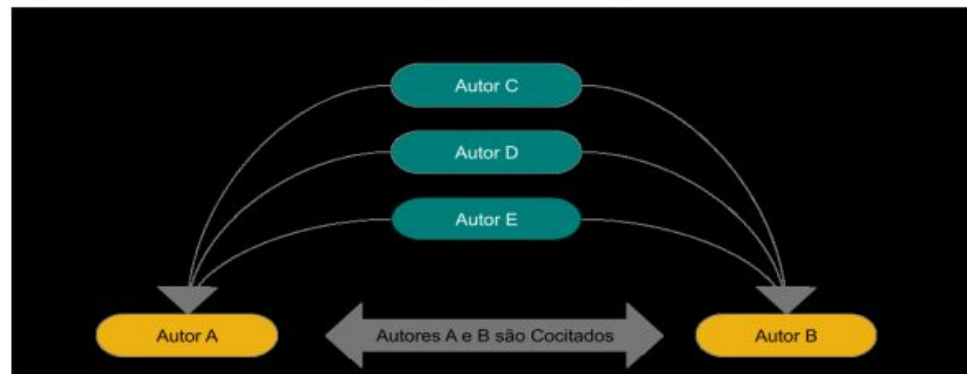 Autor C
Autor D
Autor E
Autor A
Autores A e B são Cocitados
Autor B